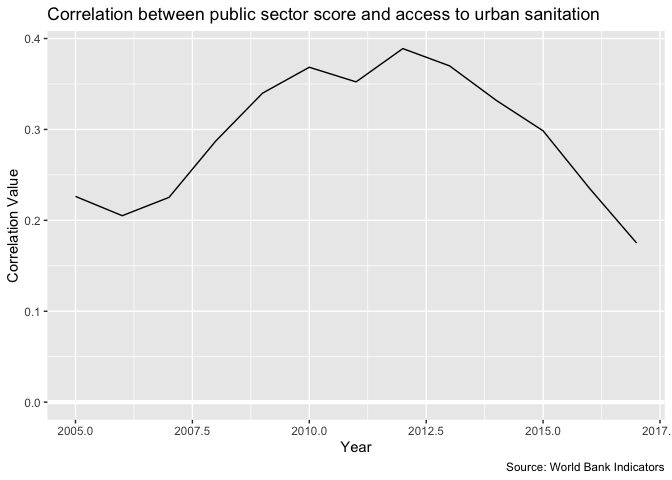 Correlation between public sector score and access to urban sanitation
Correlation Value
0.4
0.3
0.2
0.1
0.0
2005.0 2007.5 2010.0 2012.5 2015.0 2017.
Year
Source: World Bank Indicators